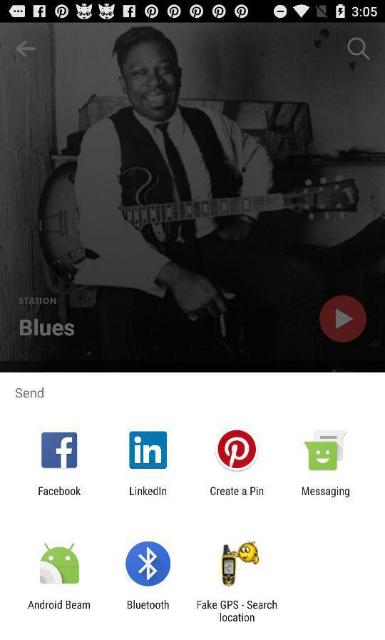 3:05
STATION
Blues
Send
Facebook
LinkedIn
Create a Pin
Messaging
Android Beam
Bluetooth
Fake GPS - Search
location